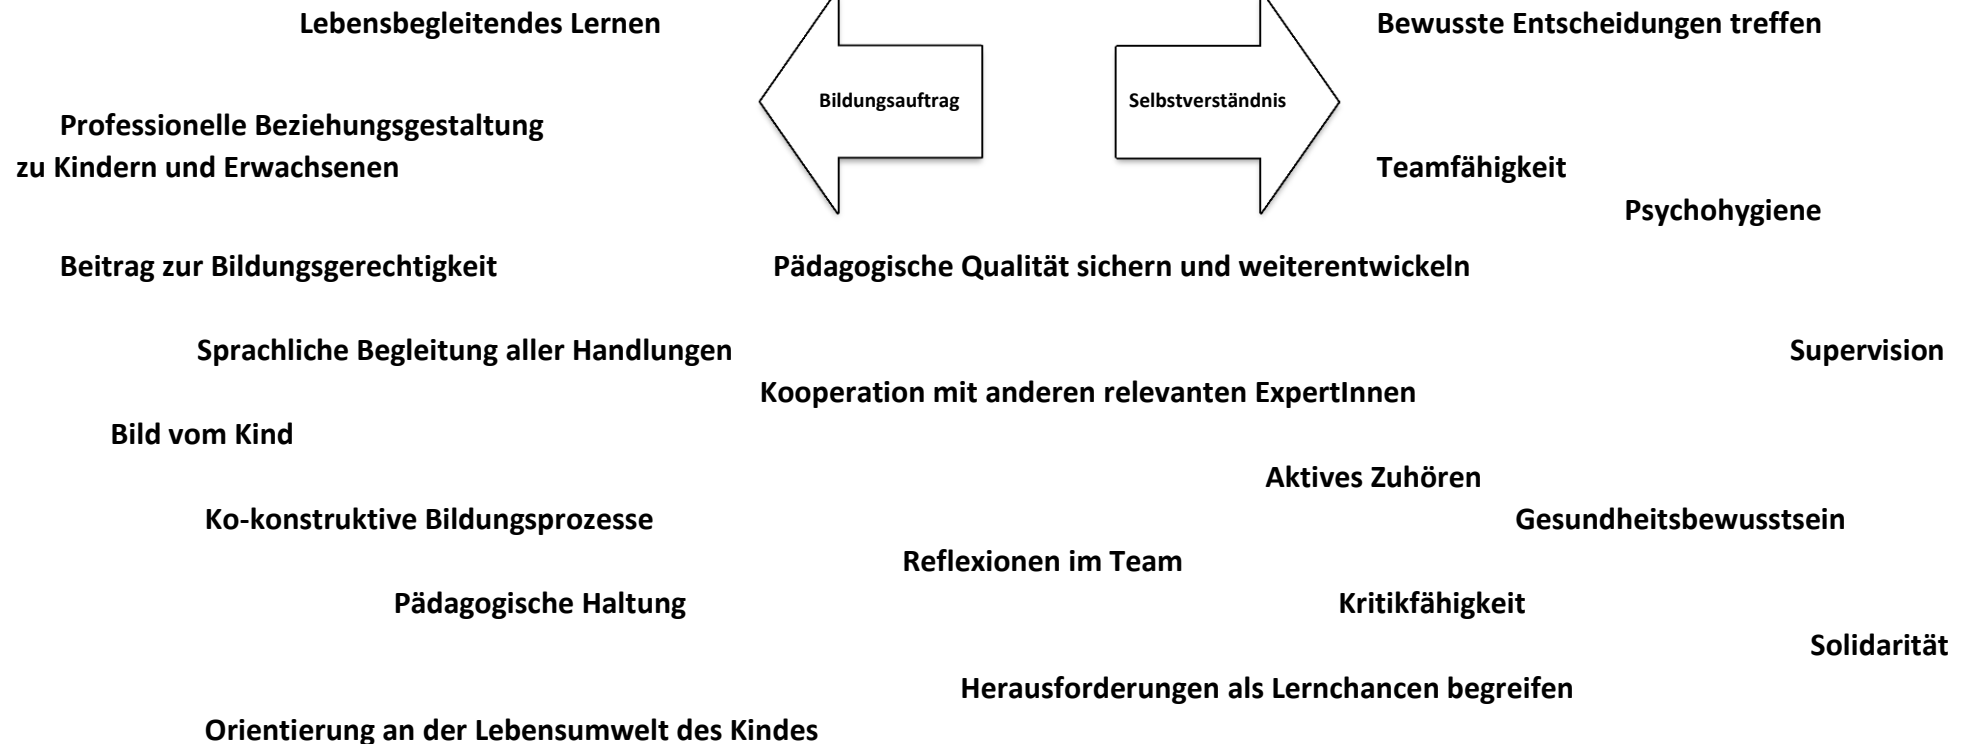 Lebensbegleitendes Lernen
Bewusste Entscheidungen treffen
Bildungsauftrag
Selbstverständnis
Professionelle Beziehungsgestaltung
zu Kindern und Erwachsenen
Teamfähigkeit
Psychohygiene
Beitrag zur Bildungsgerechtigkeit
Pädagogische Qualität sichern und weiterentwickeln
Sprachliche Begleitung aller Handlungen
Supervision
Kooperation mit anderen relevanten ExpertInnen
Bild vom Kind
Aktives Zuhören
Ko-konstruktive Bildungsprozesse
Gesundheitsbewusstsein
Reflexionen im Team
Pädagogische Haltung
Kritikfähigkeit
Solidarität
Herausforderungen als Lernchancen begreifen
Orientierung an der Lebensumwelt des Kindes